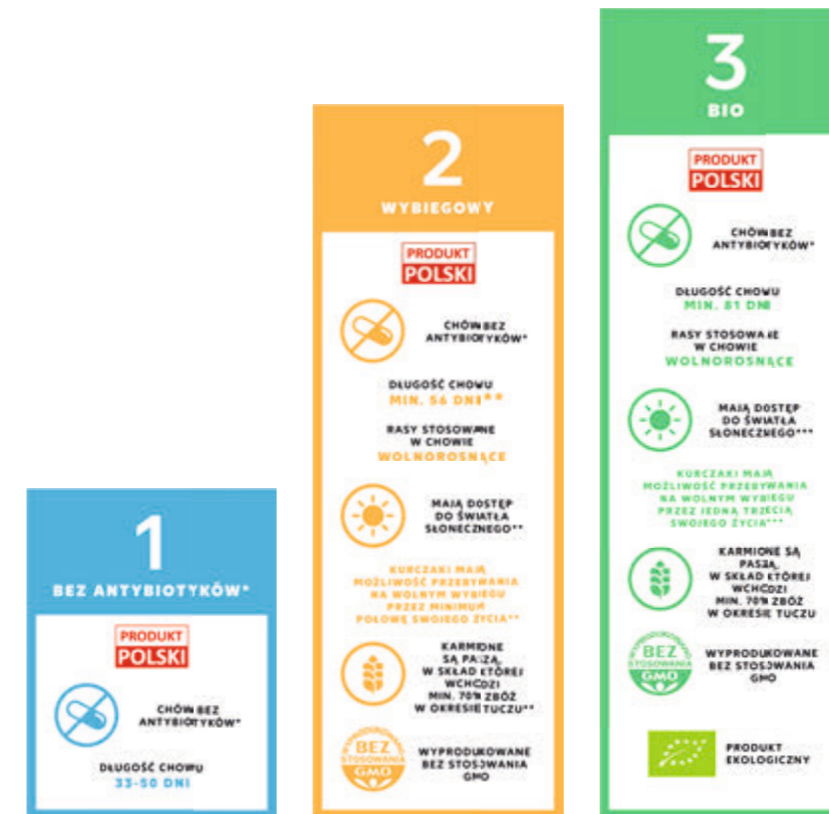 1
BEZ ANTYBIOTYKÓW*
PRODUKT
POLSKI
CHÓW BEZ
ANTYBIOTYKÓW*
DŁUGOŚĆ CHOWU
33-50 DNI
2
WYBIEGOWY
PRODUKT
POLSKI
CHÓW BEZ
ANTYBIOTYKÓW*
DŁUGOŚĆ CHOWU
MIN. 56 DNI**
RASY STOSOWANE
W CHOWIE
WOLNOROSNĄCE
MAJĄ DOSTĘP
DO ŚWIATŁA
SŁONECZNEGO**
KURCZAKI MAJĄ
MOŻLIWOŚĆ PRZEBYWANIA
NA WOLNYM WYBIEGU
PRZEZ MINIMUM
POŁOWĘ SWOJEGO ŻYCIA**
KARMIONE
SĄ PASZĄ,
W SKŁAD KTÓREJ
WCHODZI
MIN. 70% ZBÓŻ
W OKRESIE TUCZU**
WYPRODUKOWANO
BEZ
STOSOWANIA
GMO
WYPRODUKOWANE
BEZ STOSOWANIA
GMO
3
BIO
PRODUKT
POLSKI
CHÓW BEZ
ANTYBIOTYKÓW*
DŁUGOŚĆ CHOWU
MIN. 81 DNI
RASY STOSOWANE
W CHOWIE
WOLNOROSNĄCE
MAJĄ DOSTĘP
DO ŚWIATŁA
SŁONECZNEGO***
KURCZAKI MAJĄ
MOŻLIWOŚĆ PRZEBYWANIA
NA WOLNYM WYBIEGU
PRZEZ JEDNĄ TRZECIĄ
SWOJEGO ŻYCIA***
KARMIONE SĄ
PASZĄ,
W SKŁAD KTÓREJ
WCHODZI
MIN. 70% ZBÓŻ
W OKRESIE TUCZU
BEZ
STOSOWANIA
GMO
WYPRODUKOWANE
BEZ STOSOWANIA
GMO
PRODUKT
EKOLOGICZNY